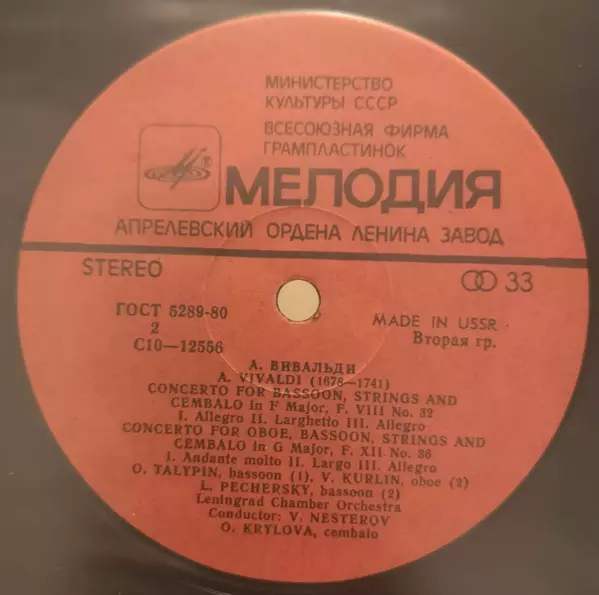 МИНИСТЕРСТВО
КУЛЬТУРЫ СССР
ВСЕСОЮЗНАЯ ФИРМА
ГРАМПЛАСТИНОК
МЕЛОДИЯ
АПРЕЛЕВСКИЙ ОРДЕНА ЛЕНИНА ЗАВОД
STEREO 33
ГОСТ 5289-80
2
С10—12556
MADE IN USSR
Вторая гр.
А. ВИВАЛЬДИ
A. VIVALDI (1678—1741)
CONCERTO FOR BASSOON, STRINGS AND
CEMBALO in F Major, F. VIII No. 32
I. Allegro II. Larghetto III. Allegro
CONCERTO FOR OBOE, BASSOON, STRINGS AND
CEMBALO in G Major, F. XII No. 36
I. Andante molto II. Largo III. Allegro
O. TALYPIN, bassoon (1), V. KURLIN, oboe (2)
L. PECHERSKY, bassoon (2)
Leningrad Chamber Orchestra
Conductor: V. NESTEROV
O. KRYLOVA, cembalo